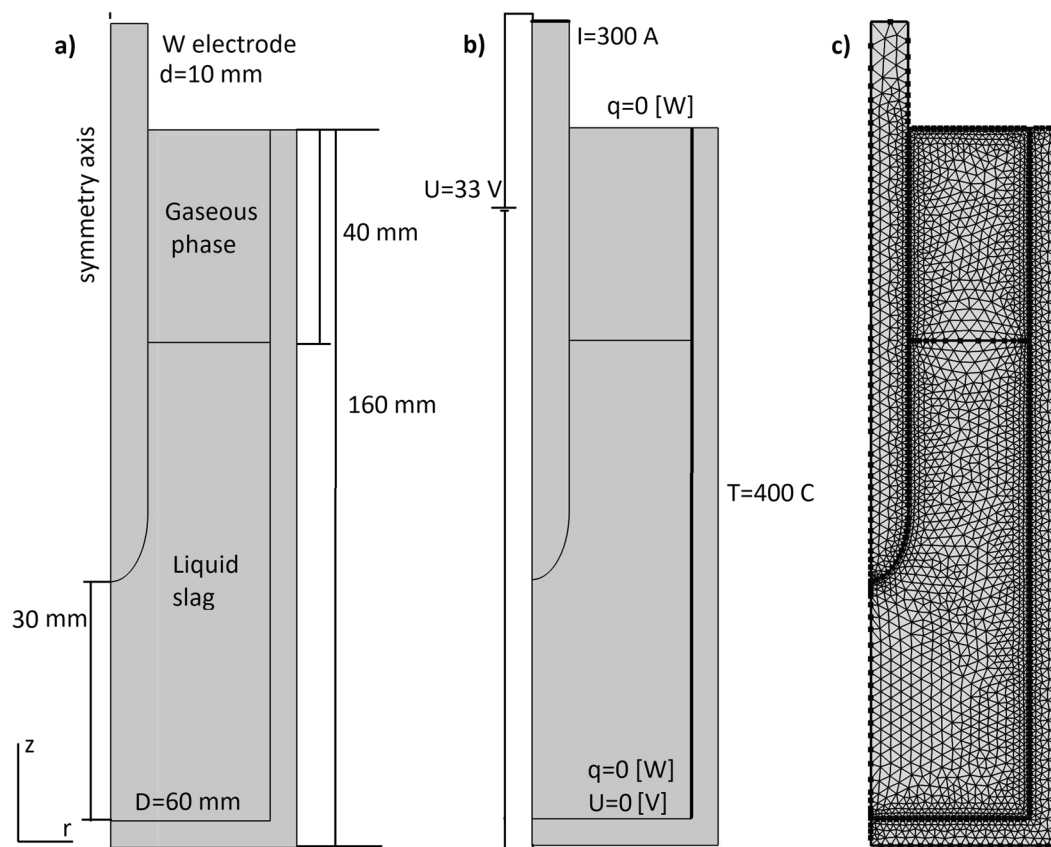 a)
W electrode
d=10 mm
symmetry axis
Gaseous
phase
40 mm
160 mm
Liquid
slag
30 mm
D=60 mm
z
r
b)
I=300 A
q=0 [W]
U=33 V
T=400 C
q=0 [W]
U=0 [V]
c)